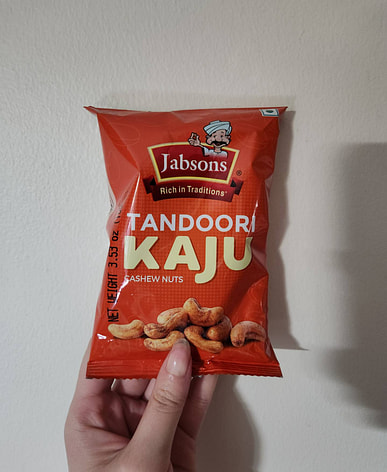 Jabsons
Rich in Traditions®
TANDOORI
KAJU
CASHEW NUTS
NET WEIGHT 3.53 oz